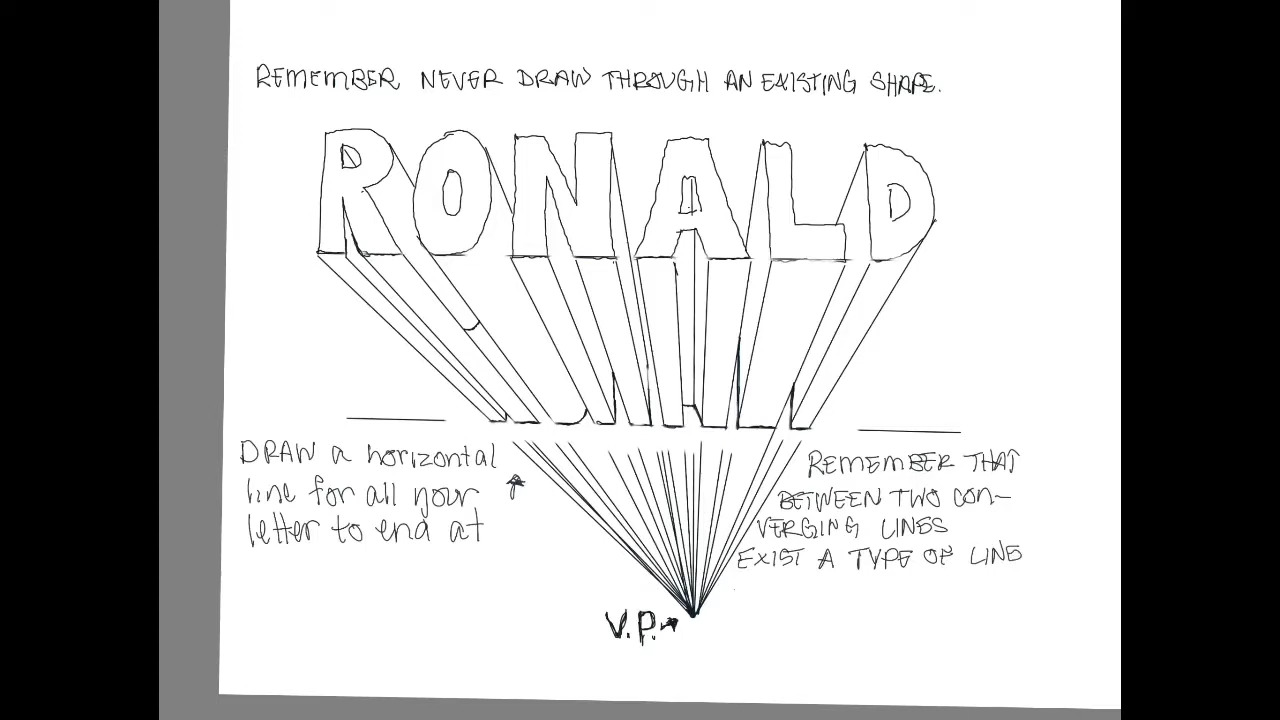 REMEMBER NEVER DRAW THROUGH AN EXISTING SHAPE.
RONALD
DRAW a horizontal
line for all your
letter to end at
REMEMBER THAT
BETWEEN TWO CON-
VERGING LINES
EXIST A TYPE OF LINE
V.P.